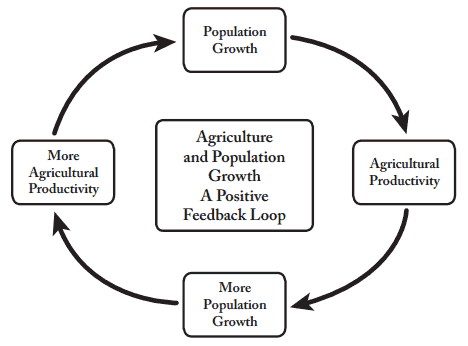 Population
Growth
Agricultural
Productivity
More
Population
Growth
More
Agricultural
Productivity
Agriculture
and Population
Growth
A Positive
Feedback Loop